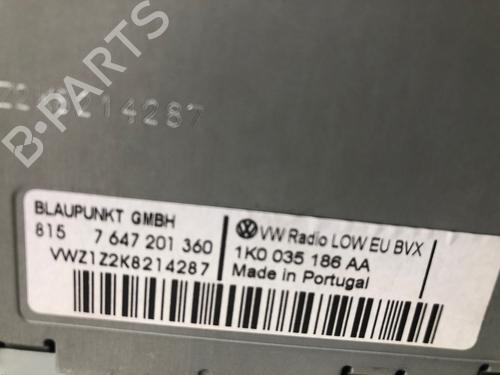 Z2K8214287
B-PARTS
BLAUPUNKT GMBH
815 7 647 201 360
VWZ1Z2K8214287
VW Radio LOW EU BVX
1K0 035 186 AA
Made in Portugal